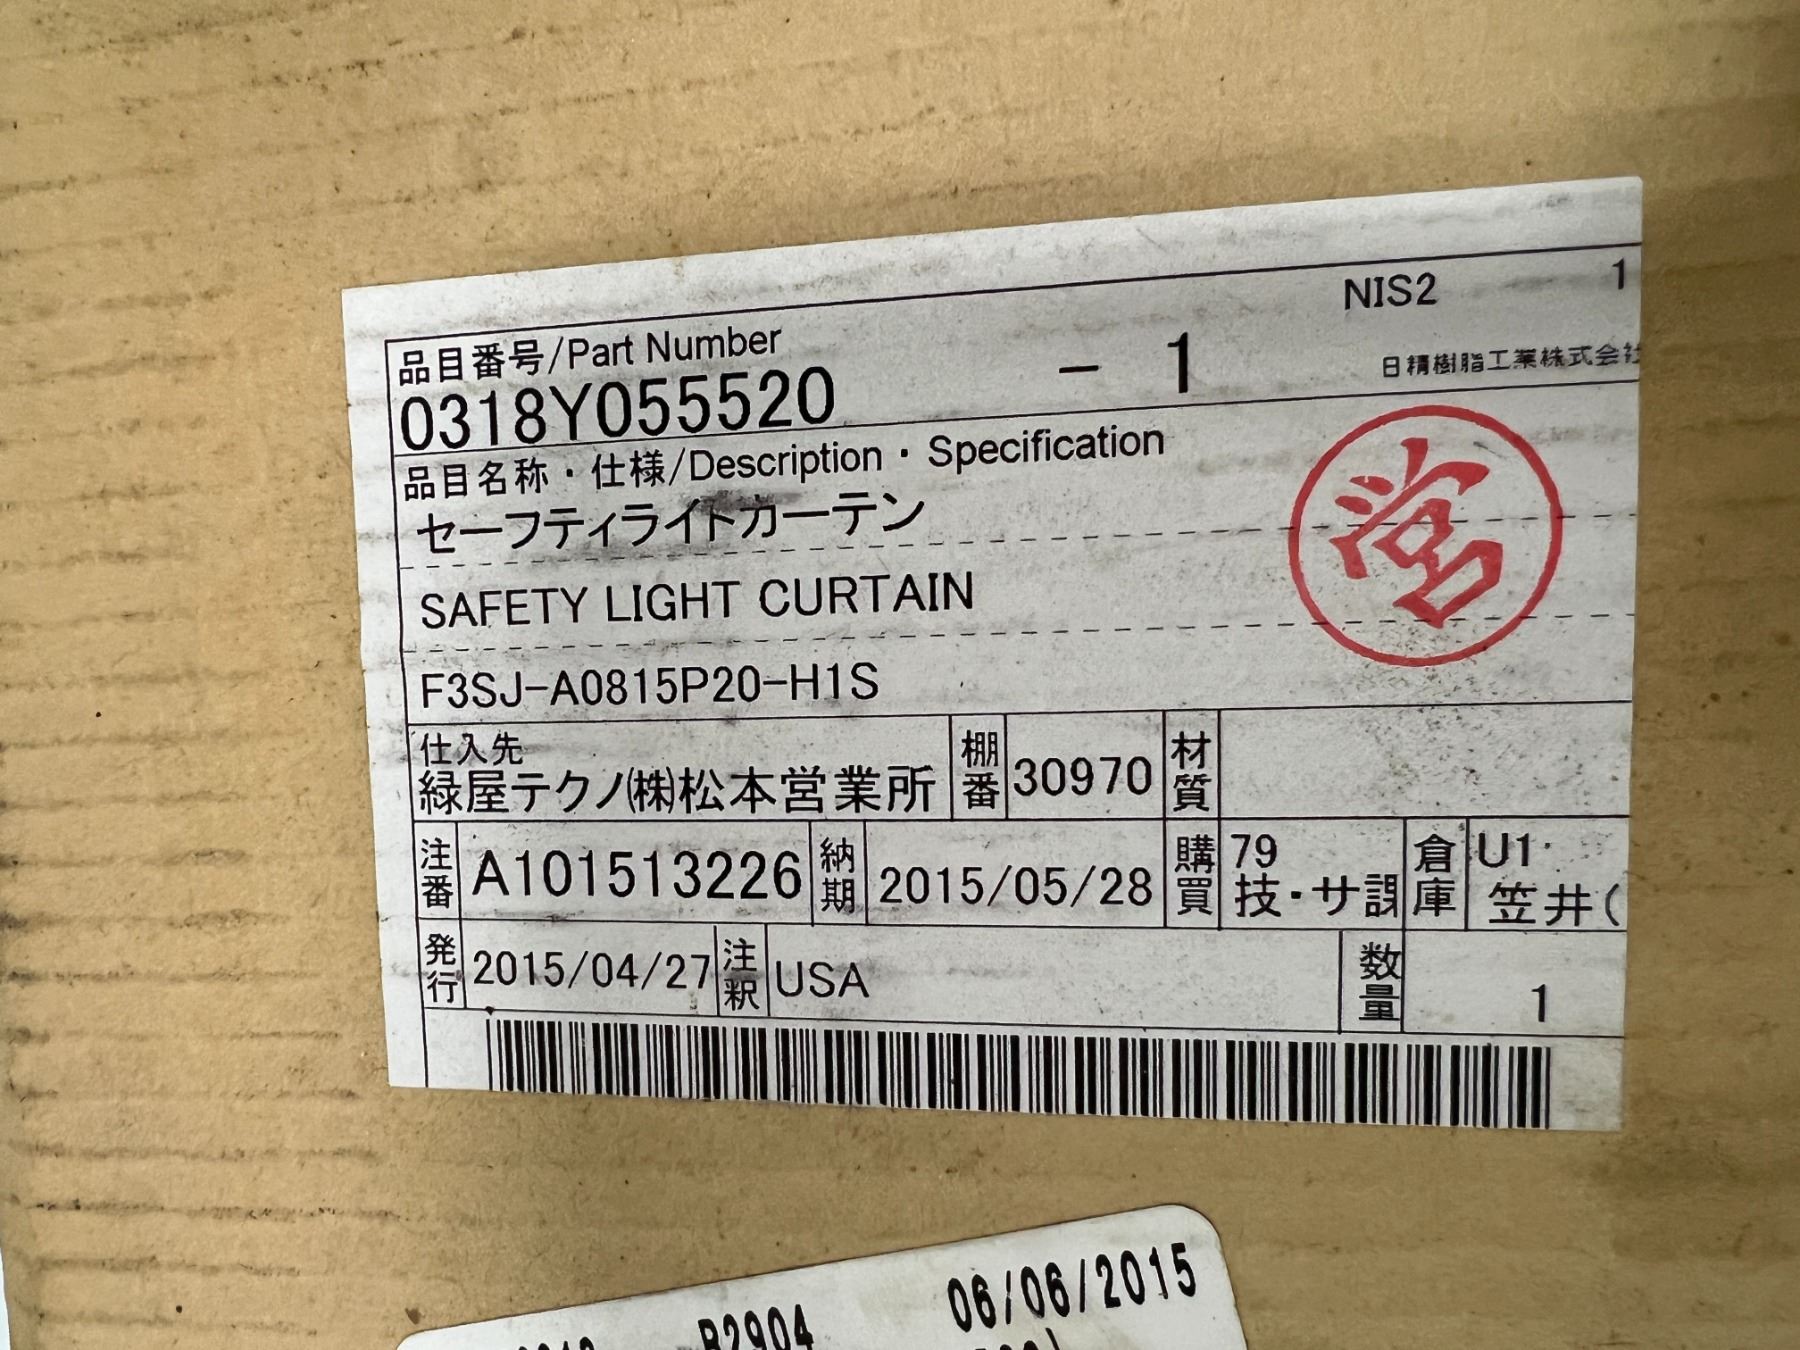 NIS2 1
品目番号/Part Number
0318Y055520 - 1
日精樹脂工業株式会社
品目名称・仕様/Description・Specification
セーフティライトカーテン
SAFETY LIGHT CURTAIN
F3SJ-A0815P20-H1S
営
仕入先
緑屋テクノ㈱松本営業所
棚番 30970 材質
注番 A101513226 納期 2015/05/28 購買 79 技・サ課 倉庫 U1 笠井(
発行 2015/04/27 注釈 USA 数量 1
06/06/2015
B2904